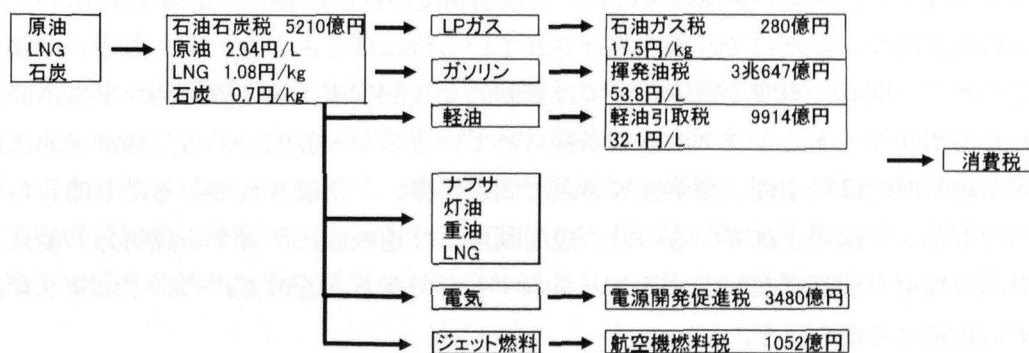 原油
LNG
石炭
石油石炭税 5210億円
原油 2.04円/L
LNG 1.08円/kg
石炭 0.7円/kg
LPガス
石油ガス税 280億円
17.5円/kg
ガソリン
揮発油税 3兆647億円
53.8円/L
軽油
軽油引取税 9914億円
32.1円/L
消費税
ナフサ
灯油
重油
LNG
電気
電源開発促進税 3480億円
ジェット燃料
航空機燃料税 1052億円